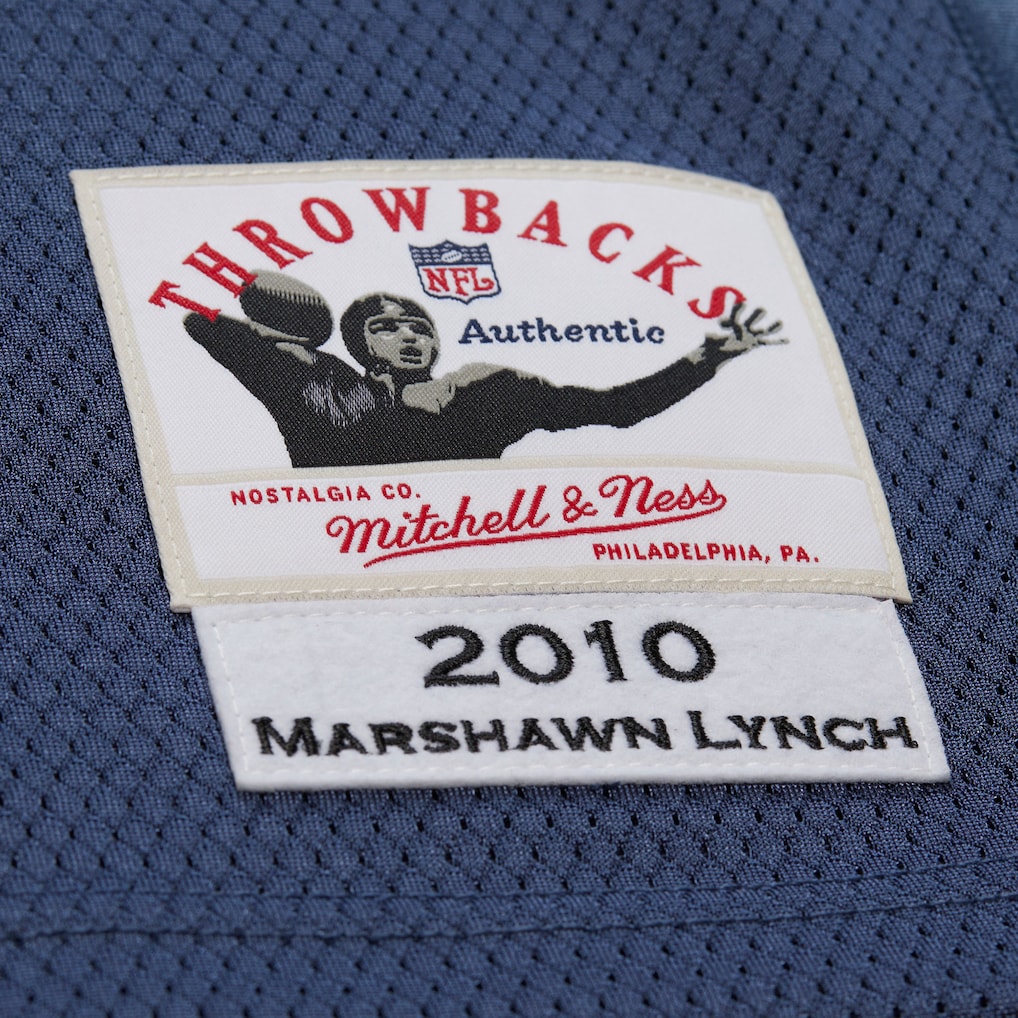 THROWBACKS
NFL
Authentic
NOSTALGIA CO.
Mitchell & Ness
PHILADELPHIA, PA.
2010
MARSHAWN LYNCH